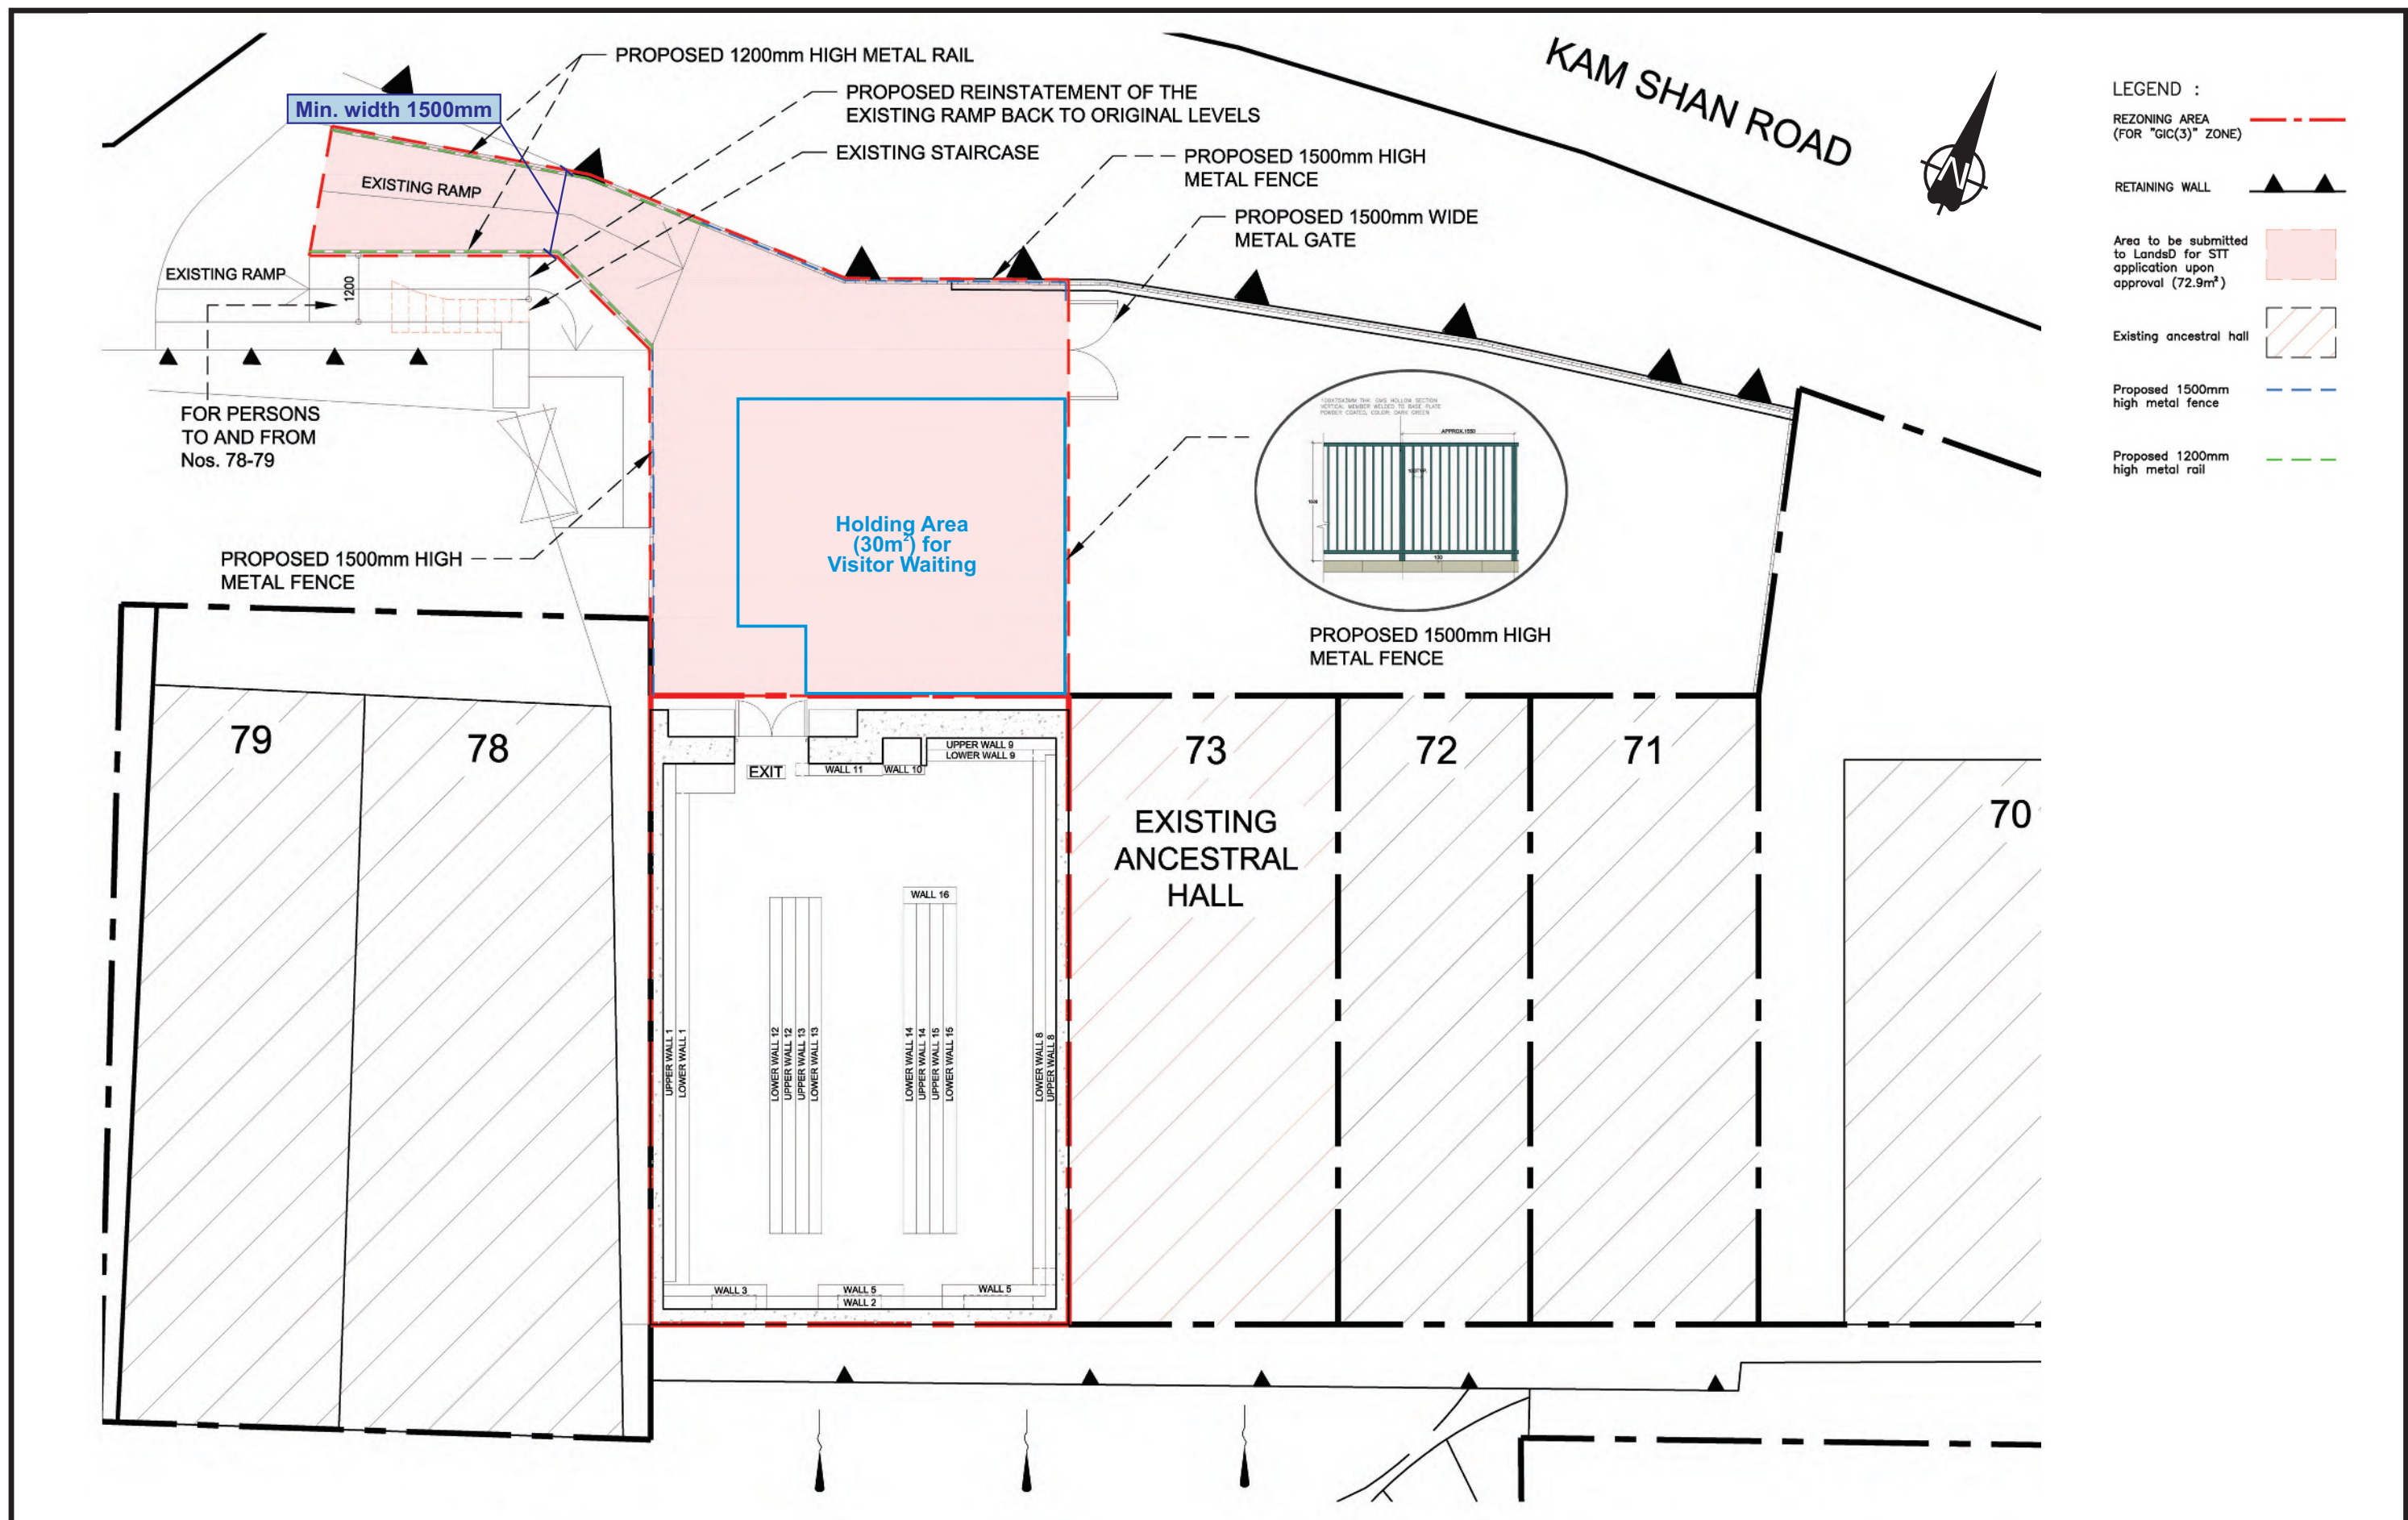 PROPOSED 1200mm HIGH METAL RAIL
KAM SHAN ROAD
Min. width 1500mm
PROPOSED REINSTATEMENT OF THE
EXISTING RAMP BACK TO ORIGINAL LEVELS
EXISTING STAIRCASE
PROPOSED 1500mm HIGH
METAL FENCE
PROPOSED 1500mm WIDE
METAL GATE
N
EXISTING RAMP
EXISTING RAMP
1200
FOR PERSONS
TO AND FROM
Nos. 78-79
PROPOSED 1500mm HIGH
METAL FENCE
Holding Area
(30m²) for
Visitor Waiting
APPROX.1550
PROPOSED 1500mm HIGH
METAL FENCE
79
78
73
72
71
70
EXISTING
ANCESTRAL
HALL
EXIT
WALL 11
WALL 10
UPPER WALL 9
LOWER WALL 9
WALL 16
UPPER WALL 1
LOWER WALL 1
LOWER WALL 12
UPPER WALL 12
UPPER WALL 13
LOWER WALL 13
LOWER WALL 14
UPPER WALL 14
UPPER WALL 15
LOWER WALL 15
LOWER WALL 8
UPPER WALL 8
WALL 3
WALL 5
WALL 2
WALL 5
LEGEND :
REZONING AREA
(FOR "GIC(3)" ZONE)
RETAINING WALL
Area to be submitted
to LandsD for STT
application upon
approval (72.9m²)
Existing ancestral hall
Proposed 1500mm
high metal fence
Proposed 1200mm
high metal rail